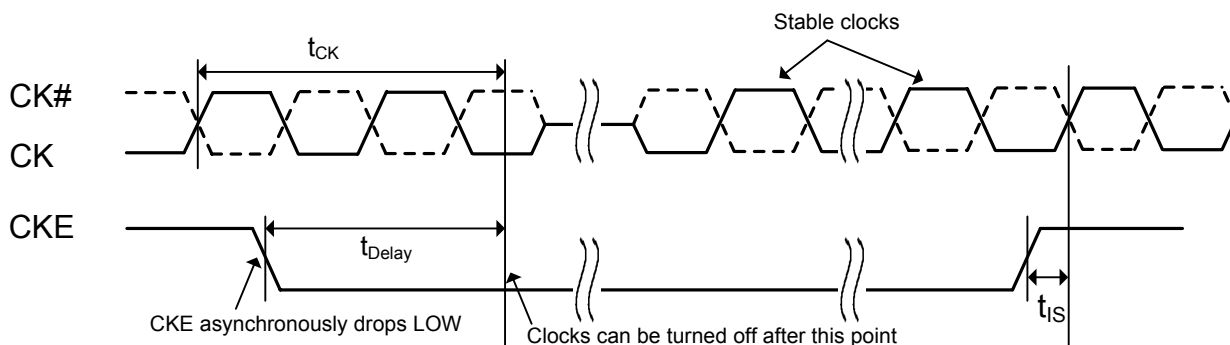 Stable clocks
tCK
CK#
CK
CKE
tDelay
tIS
CKE asynchronously drops LOW
Clocks can be turned off after this point